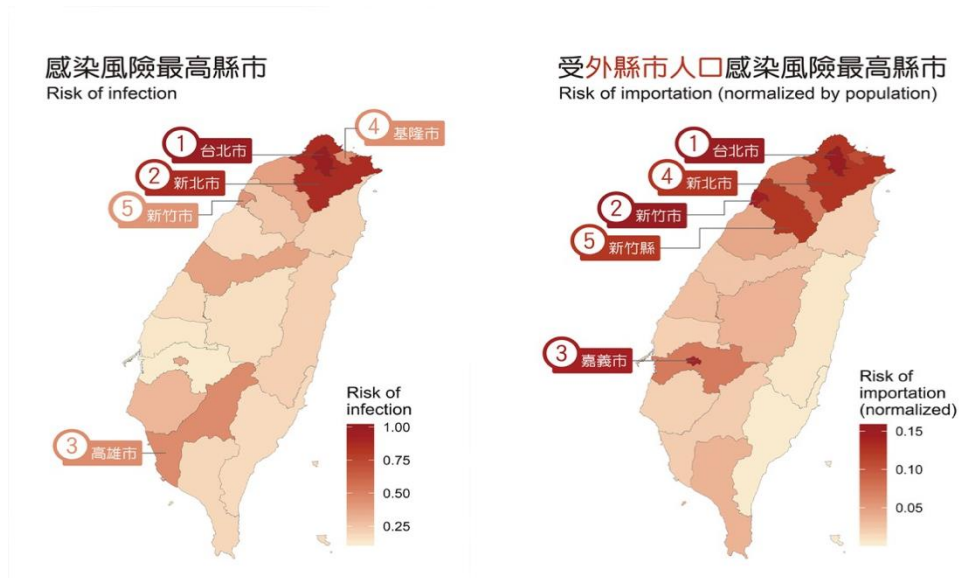 感染風險最高縣市
Risk of infection
1 台北市
4 基隆市
2 新北市
5 新竹市
3 高雄市
Risk of
infection
1.00
0.75
0.50
0.25
受外縣市人口感染風險最高縣市
Risk of importation (normalized by population)
1 台北市
4 新北市
2 新竹市
5 新竹縣
3 嘉義市
Risk of
importation
(normalized)
0.15
0.10
0.05